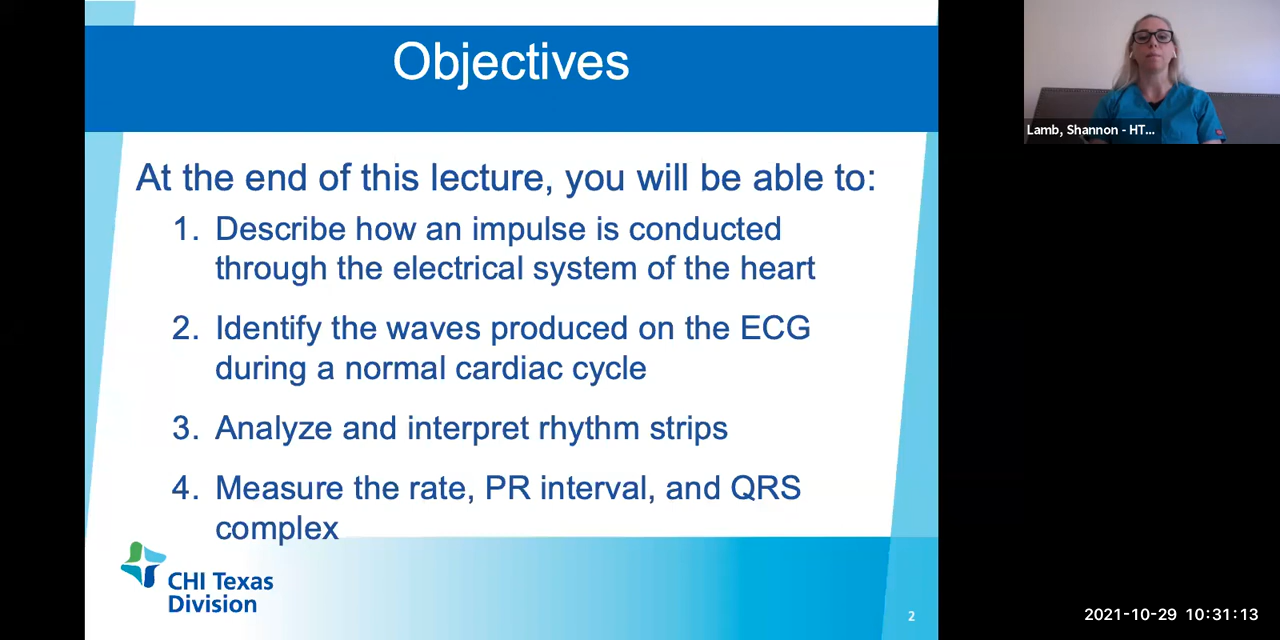 Objectives
At the end of this lecture, you will be able to:
1. Describe how an impulse is conducted
through the electrical system of the heart
2. Identify the waves produced on the ECG
during a normal cardiac cycle
3. Analyze and interpret rhythm strips
4. Measure the rate, PR interval, and QRS
complex
CHI Texas
Division
2
Lamb, Shannon - HT...
2021-10-29 10:31:13